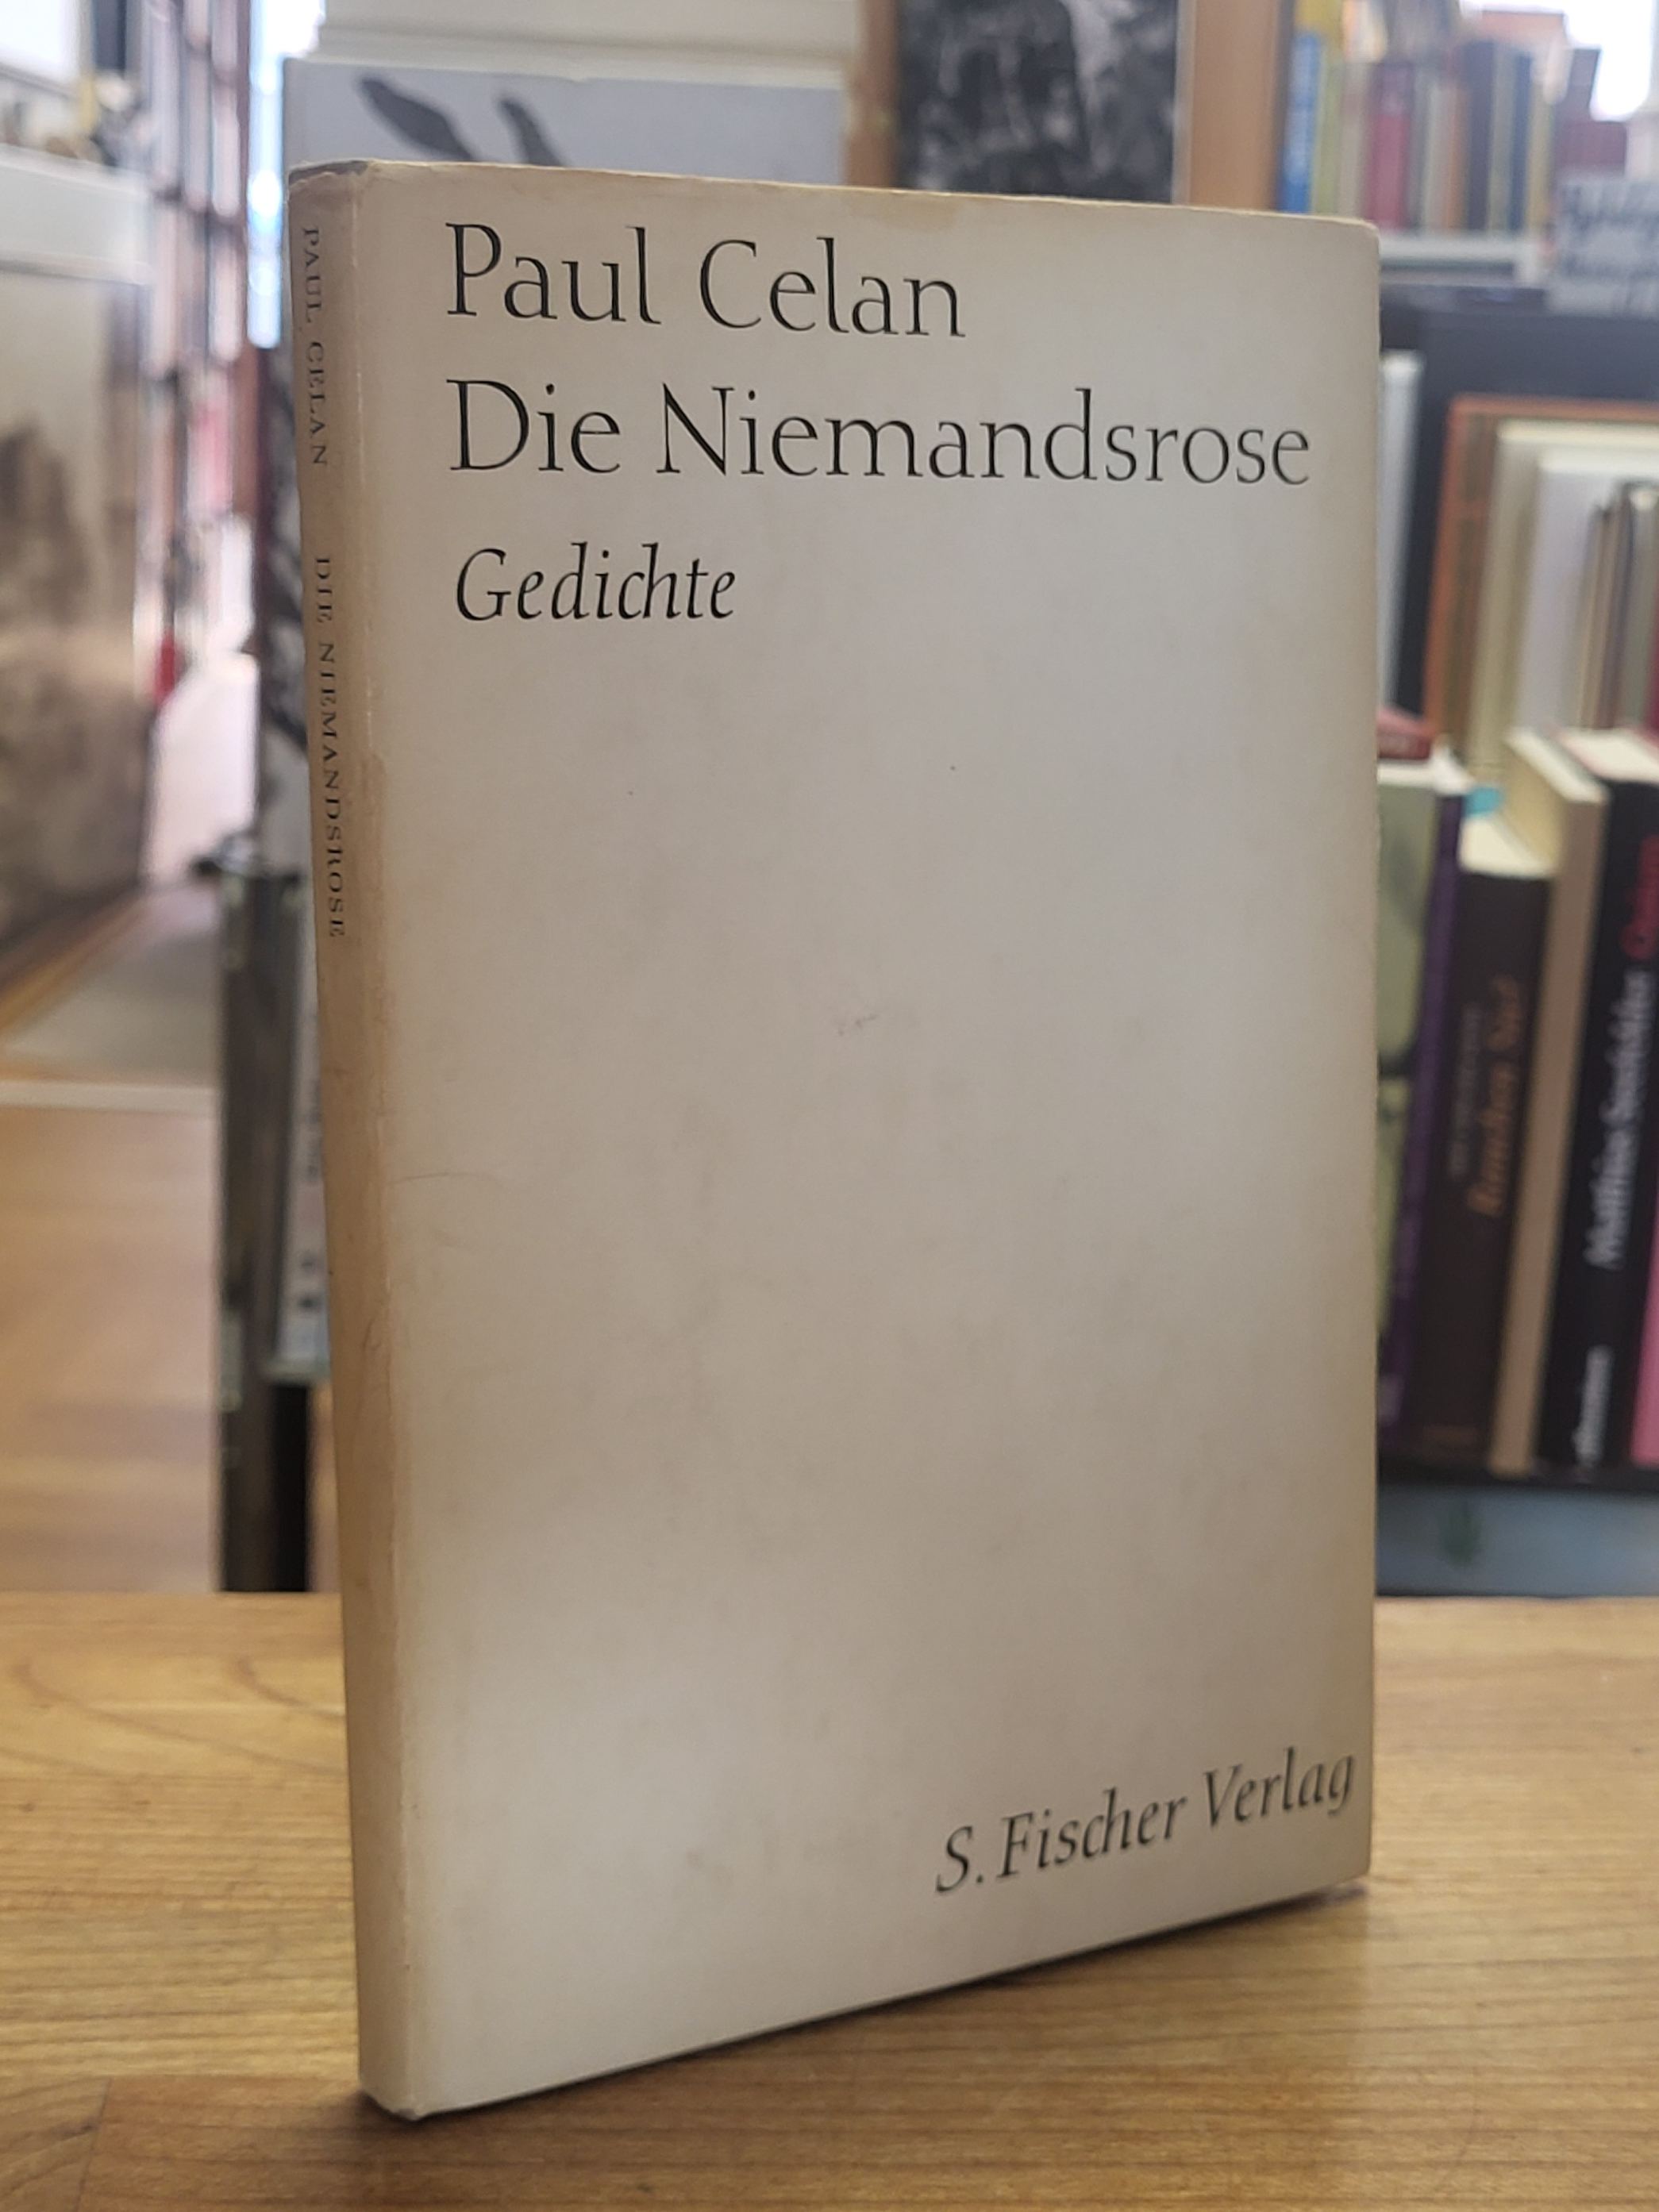 Paul Celan
Die Niemandsrose
Gedichte
S. Fischer Verlag
PAUL CELAN DIE NIEMANDSROSE